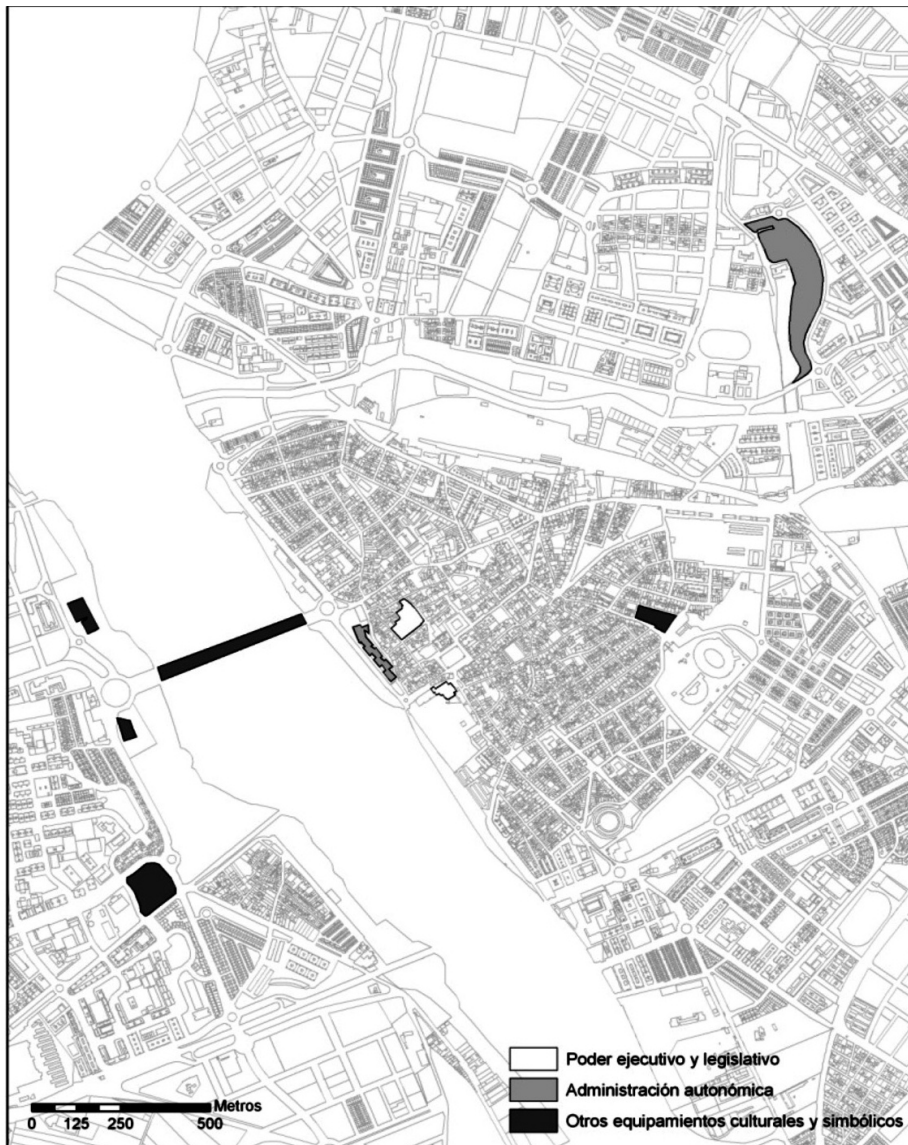 Poder ejecutivo y legislativo
Administración autonómica
Otros equipamientos culturales y simbólicos
Metros
0 125 250 500